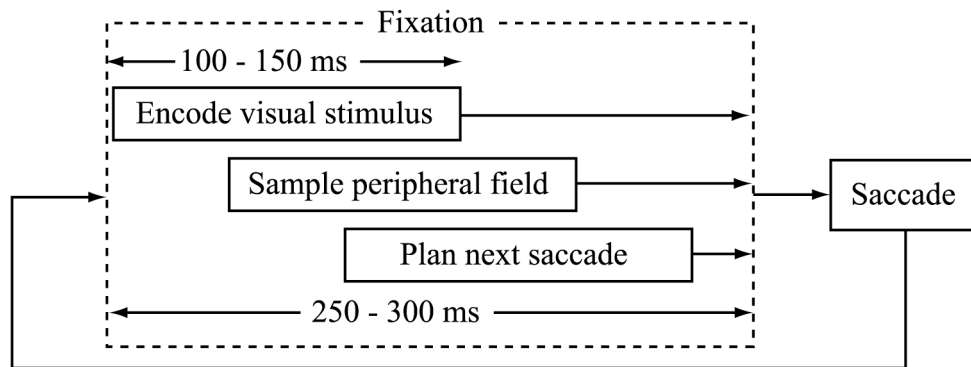 Fixation
100 - 150 ms
Encode visual stimulus
Sample peripheral field
Saccade
Plan next saccade
250 - 300 ms